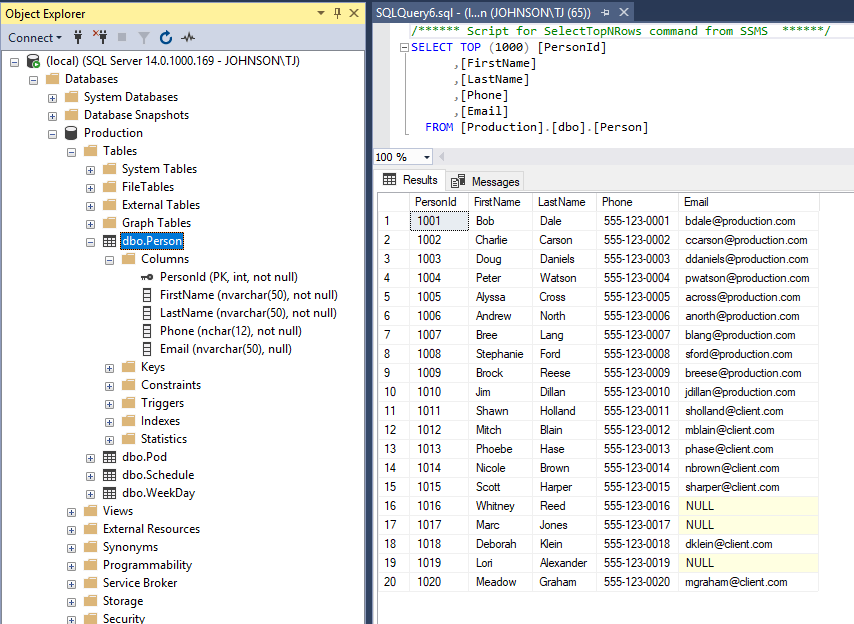 Object Explorer
Connect
(local) (SQL Server 14.0.1000.169 - JOHNSON\TJ)
Databases
System Databases
Database Snapshots
Production
Tables
System Tables
FileTables
External Tables
Graph Tables
dbo.Person
Columns
PersonId (PK, int, not null)
FirstName (nvarchar(50), not null)
LastName (nvarchar(50), not null)
Phone (nchar(12), not null)
Email (nvarchar(50), null)
Keys
Constraints
Triggers
Indexes
Statistics
dbo.Pod
dbo.Schedule
dbo.WeekDay
Views
External Resources
Synonyms
Programmability
Service Broker
Storage
Security
SQLQuery6.sql - (l...n (JOHNSON\TJ (65))
/****** Script for SelectTopNRows command from SSMS ******/
SELECT TOP (1000) [PersonId]
,[FirstName]
,[LastName]
,[Phone]
,[Email]
FROM [Production].[dbo].[Person]
100 %
Results Messages
PersonId FirstName LastName Phone Email
1 1001 Bob Dale 555-123-0001 bdale@production.com
2 1002 Charlie Carson 555-123-0002 ccarson@production.com
3 1003 Doug Daniels 555-123-0003 ddaniels@production.com
4 1004 Peter Watson 555-123-0004 pwatson@production.com
5 1005 Alyssa Cross 555-123-0005 across@production.com
6 1006 Andrew North 555-123-0006 anorth@production.com
7 1007 Bree Lang 555-123-0007 blang@production.com
8 1008 Stephanie Ford 555-123-0008 sford@production.com
9 1009 Brock Reese 555-123-0009 breese@production.com
10 1010 Jim Dillan 555-123-0010 jdillan@production.com
11 1011 Shawn Holland 555-123-0011 sholland@client.com
12 1012 Mitch Blain 555-123-0012 mblain@client.com
13 1013 Phoebe Hase 555-123-0013 phase@client.com
14 1014 Nicole Brown 555-123-0014 nbrown@client.com
15 1015 Scott Harper 555-123-0015 sharper@client.com
16 1016 Whitney Reed 555-123-0016 NULL
17 1017 Marc Jones 555-123-0017 NULL
18 1018 Deborah Klein 555-123-0018 dklein@client.com
19 1019 Lori Alexander 555-123-0019 NULL
20 1020 Meadow Graham 555-123-0020 mgraham@client.com